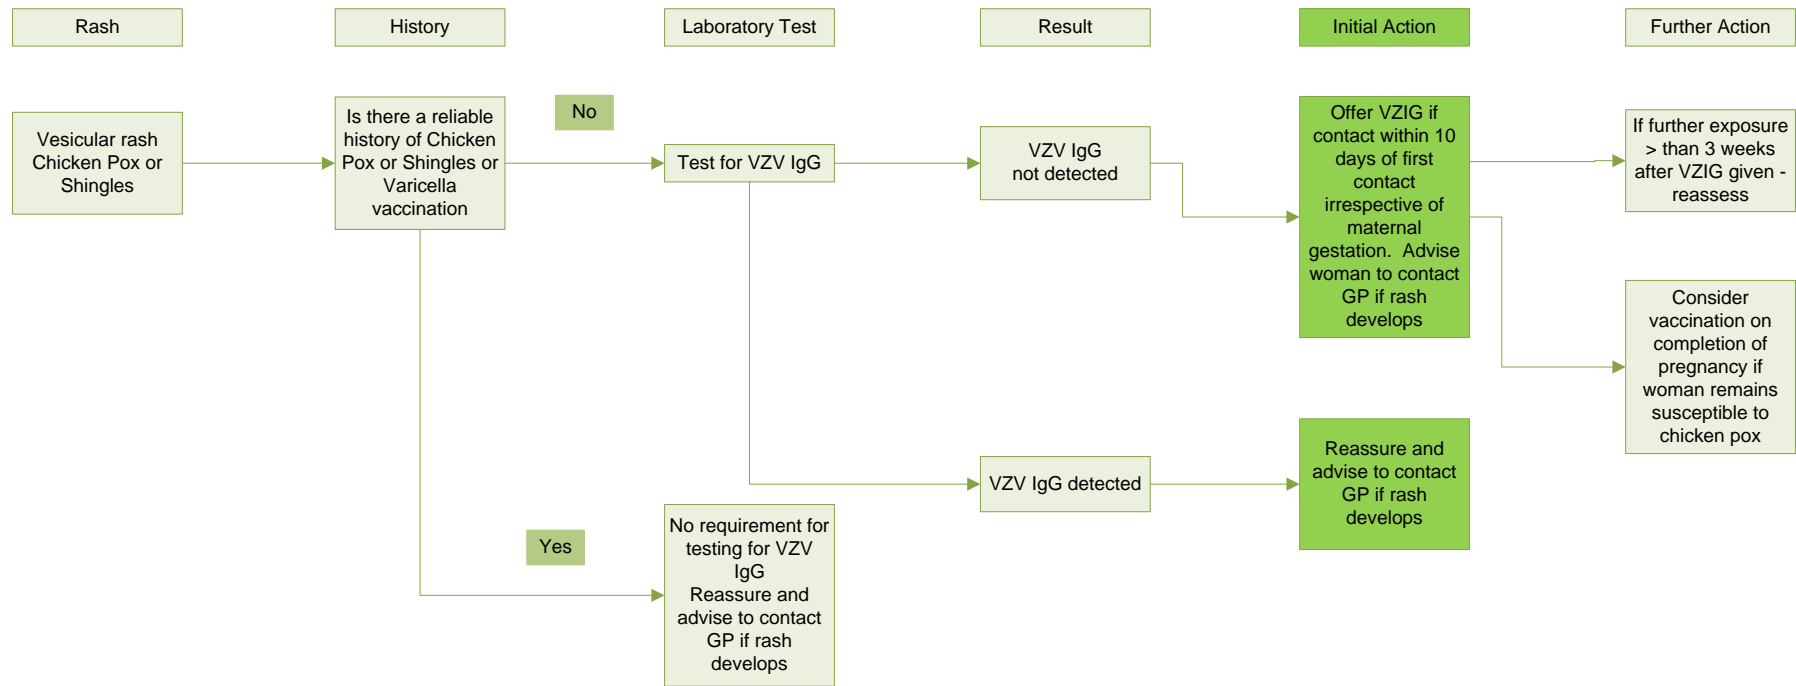 Rash
History
Laboratory Test
Result
Initial Action
Further Action
Vesicular rash
Chicken Pox or
Shingles
Is there a reliable
history of Chicken
Pox or Shingles or
Varicella
vaccination
No
Test for VZV IgG
VZV IgG
not detected
Offer VZIG if
contact within 10
days of first
contact
irrespective of
maternal
gestation.  Advise
woman to contact
GP if rash
develops
If further exposure
> than 3 weeks
after VZIG given -
reassess
Consider
vaccination on
completion of
pregnancy if
woman remains
susceptible to
chicken pox
VZV IgG detected
Reassure and
advise to contact
GP if rash
develops
Yes
No requirement for
testing for VZV
IgG
Reassure and
advise to contact
GP if rash
develops